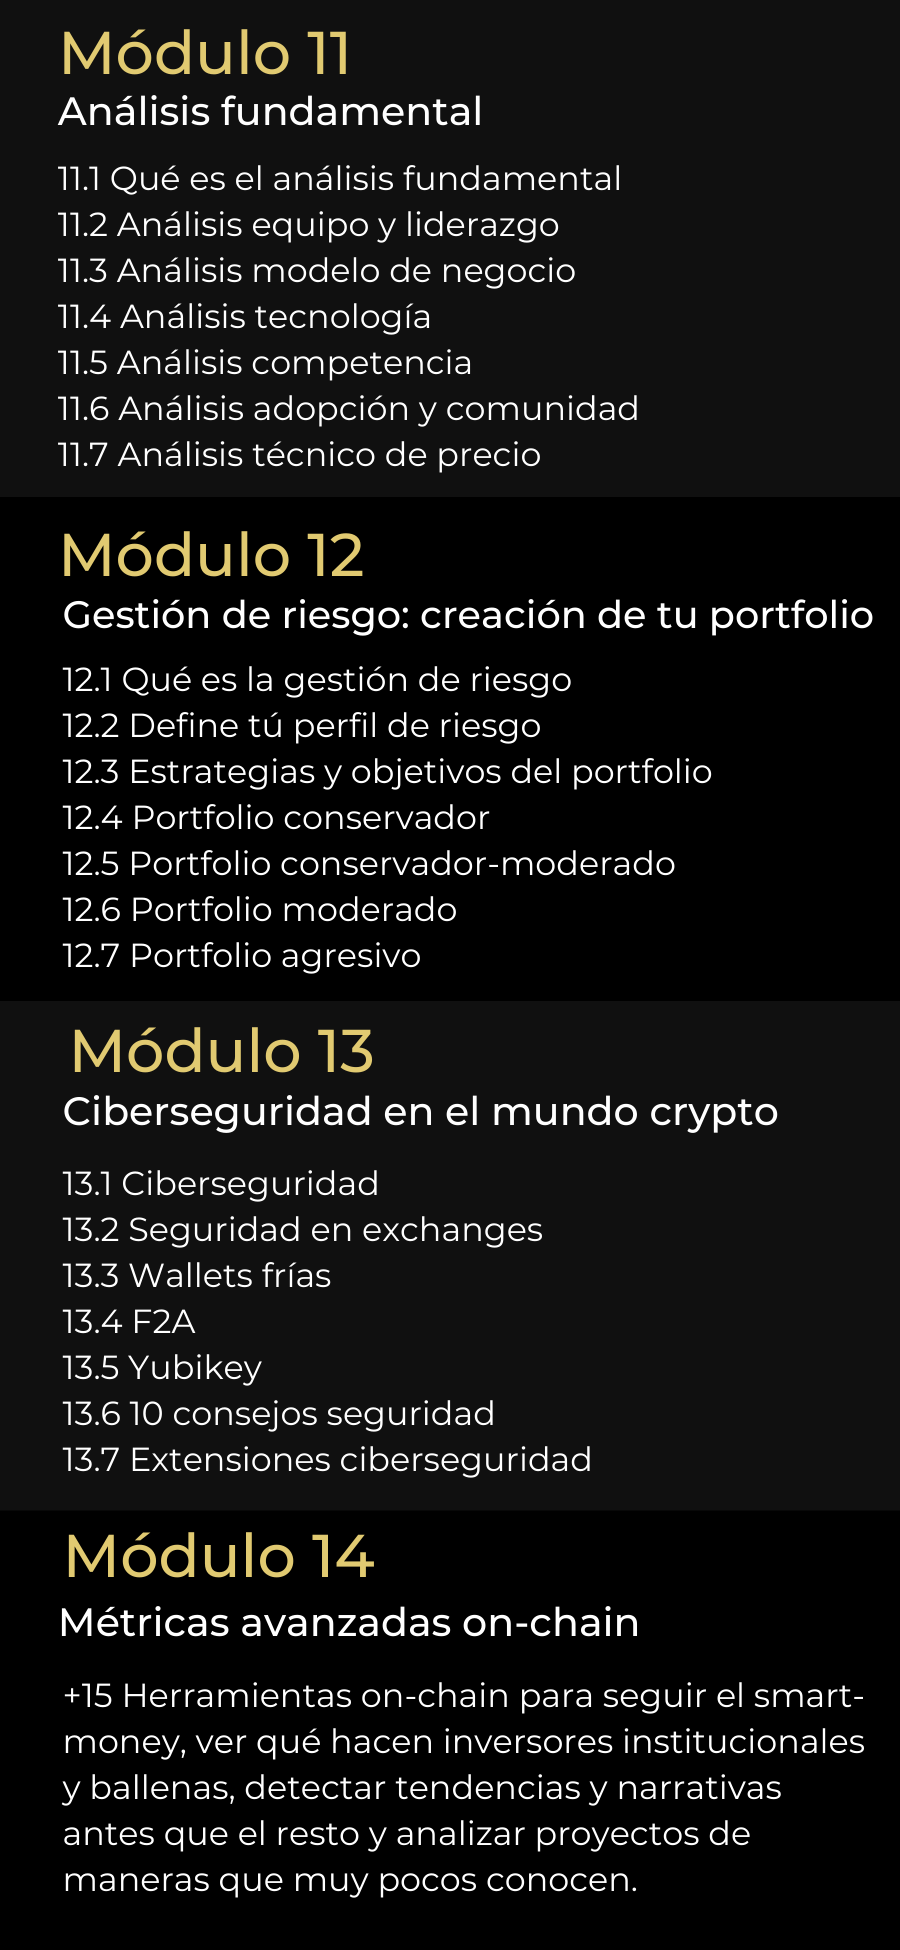 Módulo 11
Análisis fundamental
11.1 Qué es el análisis fundamental
11.2 Análisis equipo y liderazgo
11.3 Análisis modelo de negocio
11.4 Análisis tecnología
11.5 Análisis competencia
11.6 Análisis adopción y comunidad
11.7 Análisis técnico de precio
Módulo 12
Gestión de riesgo: creación de tu portfolio
12.1 Qué es la gestión de riesgo
12.2 Define tú perfil de riesgo
12.3 Estrategias y objetivos del portfolio
12.4 Portfolio conservador
12.5 Portfolio conservador-moderado
12.6 Portfolio moderado
12.7 Portfolio agresivo
Módulo 13
Ciberseguridad en el mundo crypto
13.1 Ciberseguridad
13.2 Seguridad en exchanges
13.3 Wallets frías
13.4 F2A
13.5 Yubikey
13.6 10 consejos seguridad
13.7 Extensiones ciberseguridad
Módulo 14
Métricas avanzadas on-chain
+15 Herramientas on-chain para seguir el smart-
money, ver qué hacen inversores institucionales
y ballenas, detectar tendencias y narrativas
antes que el resto y analizar proyectos de
maneras que muy pocos conocen.